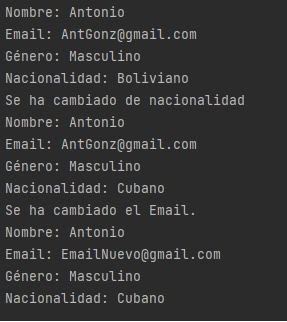 Nombre: Antonio
Email: AntGonz@gmail.com
Género: Masculino
Nacionalidad: Boliviano
Se ha cambiado de nacionalidad
Nombre: Antonio
Email: AntGonz@gmail.com
Género: Masculino
Nacionalidad: Cubano
Se ha cambiado el Email.
Nombre: Antonio
Email: EmailNuevo@gmail.com
Género: Masculino
Nacionalidad: Cubano